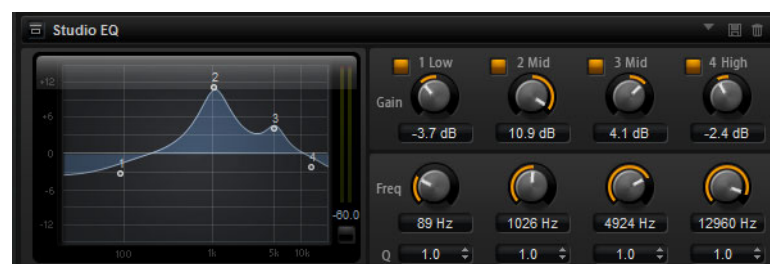 Studio EQ
+12
+6
0
-6
-12
1
2
3
4
100
1k
5k
10k
-80.0
1 Low
2 Mid
3 Mid
4 High
Gain
-3.7 dB
10.9 dB
4.1 dB
-2.4 dB
Freq
89 Hz
1026 Hz
4924 Hz
12960 Hz
Q
1.0
1.0
1.0
1.0